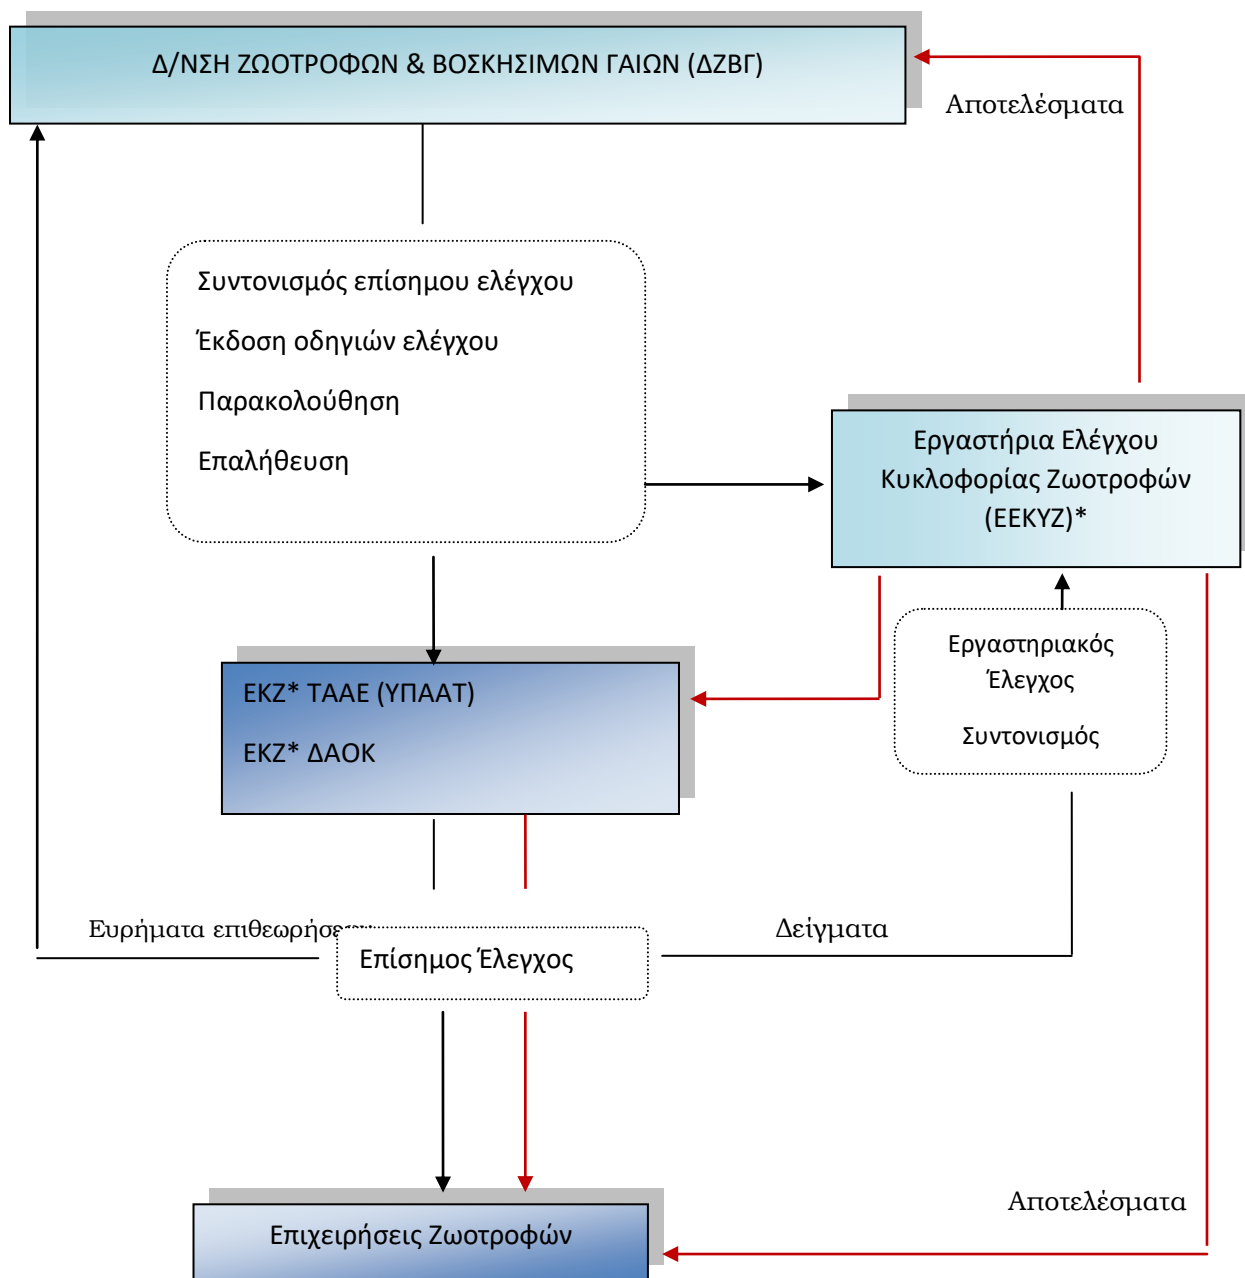 Δ/ΝΣΗ ΖΩΟΤΡΟΦΩΝ & ΒΟΣΚΗΣΙΜΩΝ ΓΑΙΩΝ (ΔΖΒΓ)
Αποτελέσματα
Συντονισμός επίσημου ελέγχου
Έκδοση οδηγιών ελέγχου
Παρακολούθηση
Επαλήθευση
Εργαστήρια Ελέγχου
Κυκλοφορίας Ζωοτροφών
(ΕΕΚΥΖ)*
Εργαστηριακός
Έλεγχος
Συντονισμός
ΕΚΖ* ΤΑΑΕ (ΥΠΑΑΤ)
ΕΚΖ* ΔΑΟΚ
Ευρήματα
Δείγματα
Επίσημος Έλεγχος
Αποτελέσματα
Επιχειρήσεις Ζωοτροφών